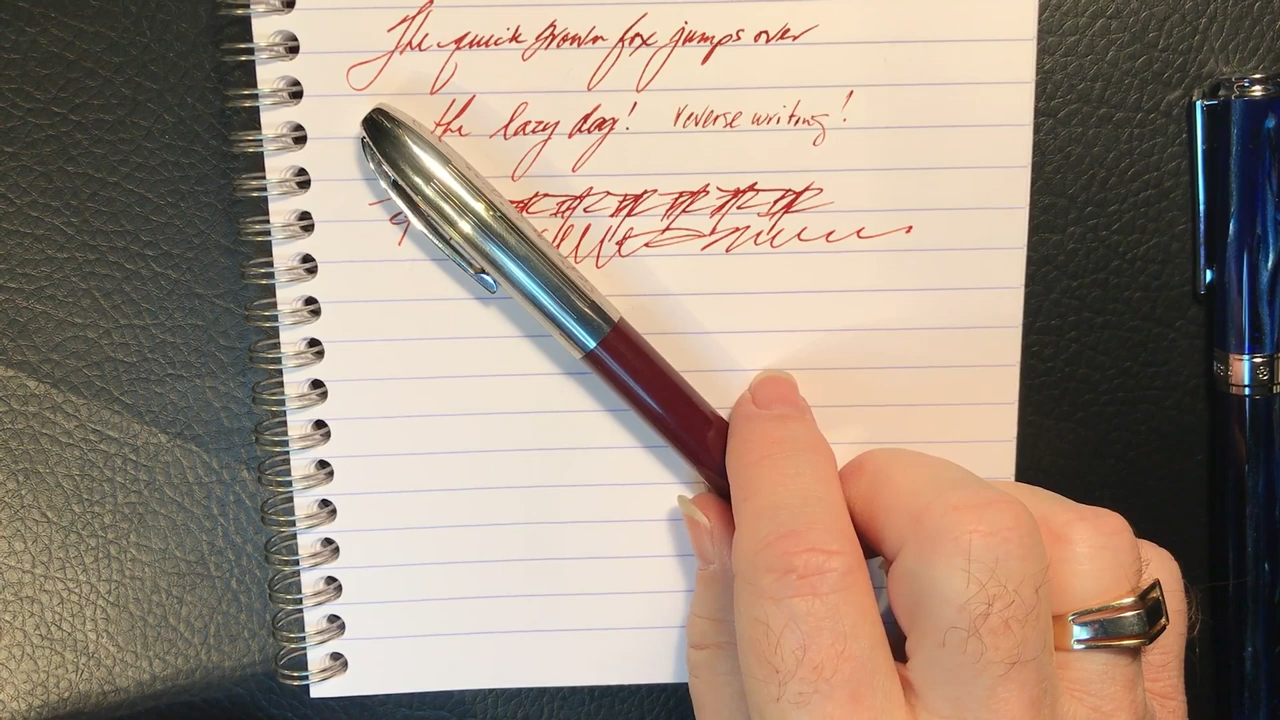 The quick brown fox jumps over
the lazy dog! reverse writing!